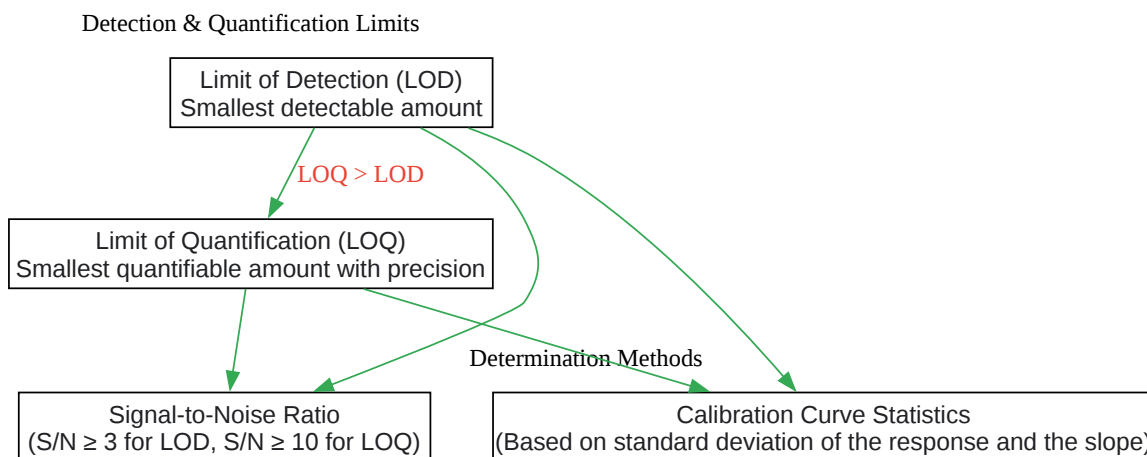 Detection & Quantification Limits
Limit of Detection (LOD)
Smallest detectable amount
LOQ > LOD
Limit of Quantification (LOQ)
Smallest quantifiable amount with precision
Determination Methods
Signal-to-Noise Ratio
(S/N ≥ 3 for LOD, S/N ≥ 10 for LOQ)
Calibration Curve Statistics
(Based on standard deviation of the response and the slope)